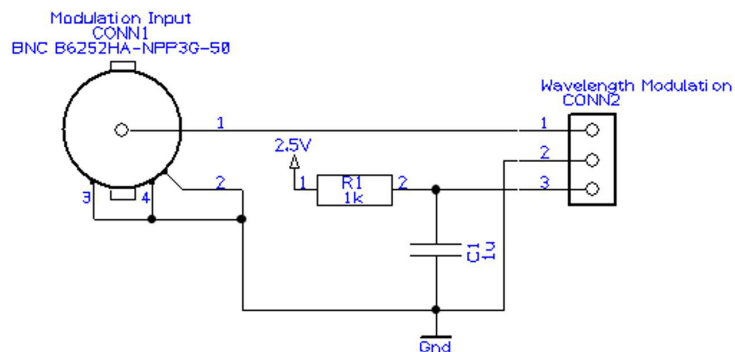 Modulation Input
CONN1
BNC B6252HA-NPP3G-50
Wavelength Modulation
CONN2
1
1
2.5V
2
1
R1
2
3
1k
3
4
2
C1
1u
Gnd